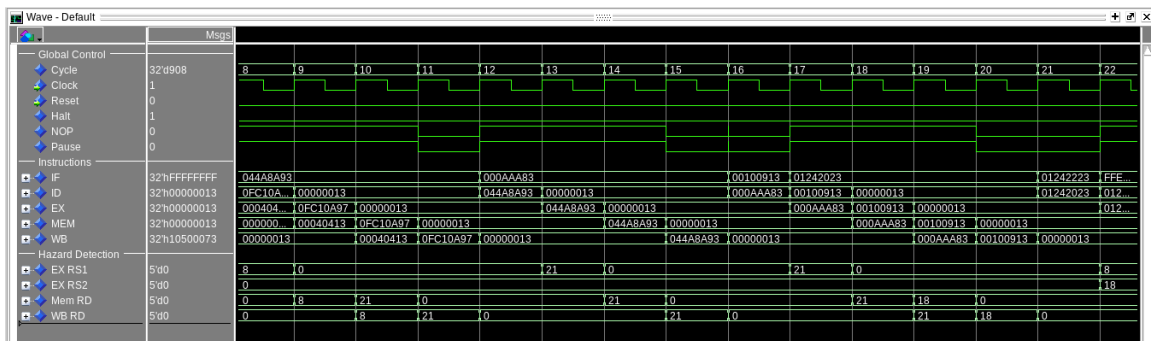 Wave - Default
Msgs
Global Control
Cycle 32'd908 8 9 10 11 12 13 14 15 16 17 18 19 20 21 22
Clock 1
Reset 0
Halt 1
NOP 0
Pause 0
Instructions
IF 32'hFFFFFFFF 044A8A93 000AAA83 00100913 01242023 01242223 FFE...
ID 32'h00000013 0FC10A... 00000013 044A8A93 00000013 000AAA83 00100913 00000013 01242023 012...
EX 32'h00000013 000404... 0FC10A97 00000013 044A8A93 00000013 000AAA83 00100913 00000013 012...
MEM 32'h00000013 000000... 00040413 0FC10A97 00000013 044A8A93 00000013 000AAA83 00100913 00000013
WB 32'h10500073 00000013 00040413 0FC10A97 00000013 044A8A93 00000013 000AAA83 00100913 00000013
Hazard Detection
EX RS1 5'd0 8 0 21 0 21 0 8
EX RS2 5'd0 0 18
Mem RD 5'd0 0 8 21 0 21 0 21 18 0
WB RD 5'd0 0 8 21 0 21 0 21 18 0